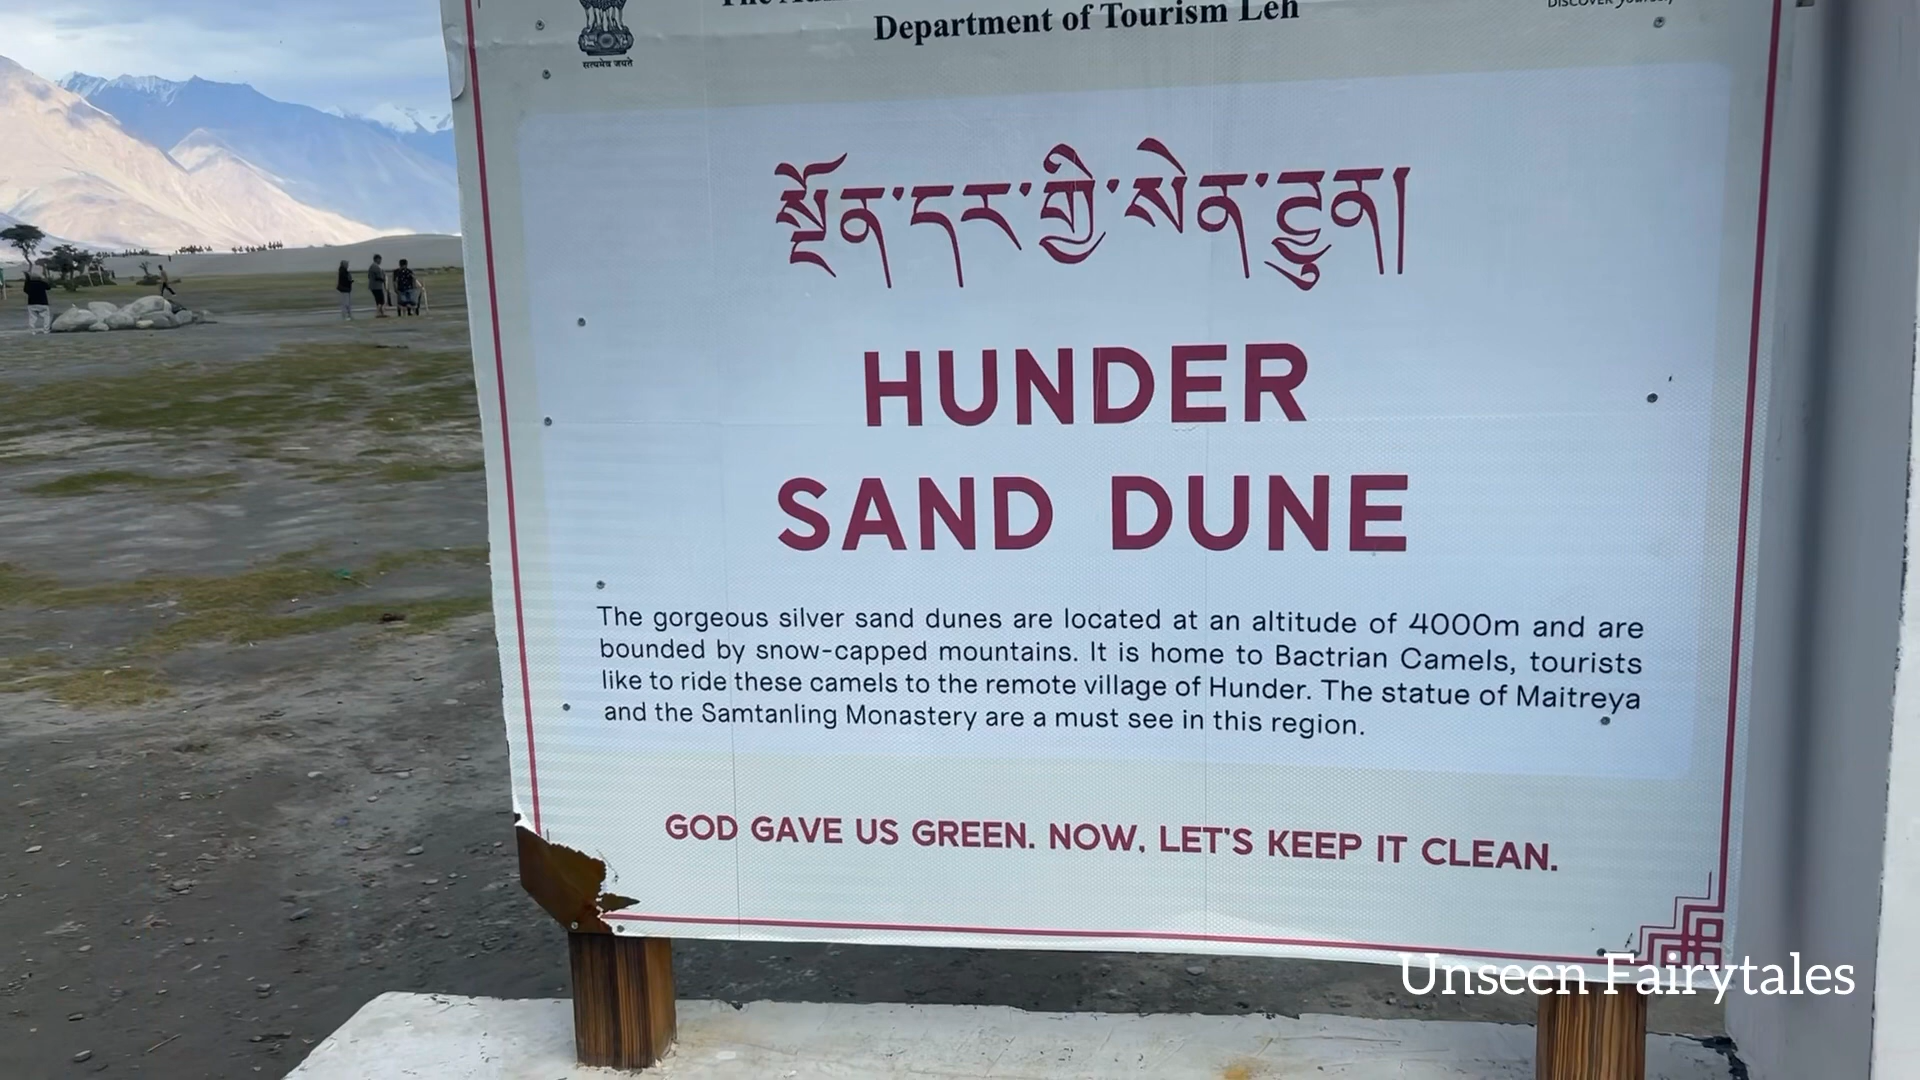 Department of Tourism Leh
सत्यमेव जयते
སྔོན་དར་གྱི་སེན་ཊུན།
HUNDER
SAND DUNE
The gorgeous silver sand dunes are located at an altitude of 4000m and are
bounded by snow-capped mountains. It is home to Bactrian Camels, tourists
like to ride these camels to the remote village of Hunder. The statue of Maitreya
and the Samtanling Monastery are a must see in this region.
GOD GAVE US GREEN. NOW, LET'S KEEP IT CLEAN.
Unseen Fairytales